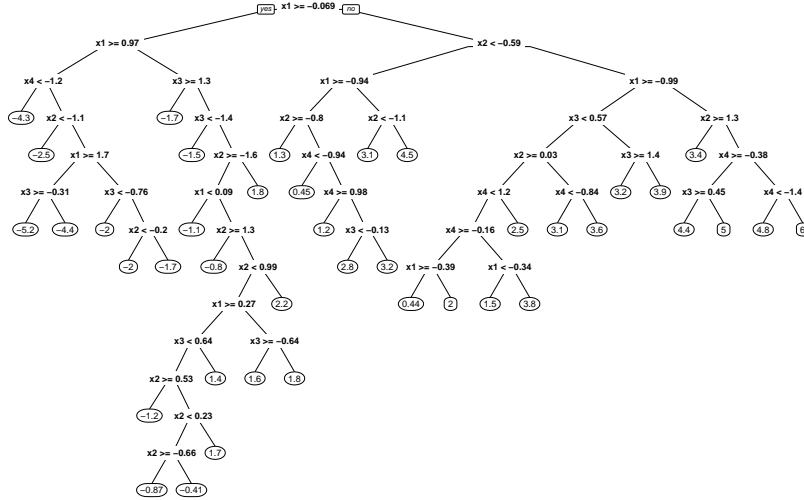 yes x1 >= −0.069 no
x1 >= 0.97 x2 < −0.59
x4 < −1.2 x3 >= 1.3 x1 >= −0.94 x1 >= −0.99
−4.3 x2 < −1.1 −1.7 x3 < −1.4 x2 >= −0.8 x2 < −1.1 x3 < 0.57 x2 >= 1.3
−2.5 x1 >= 1.7 −1.5 x2 >= −1.6 1.3 x4 < −0.94 3.1 4.5 x2 >= 0.03 x3 >= 1.4 3.4 x4 >= −0.38
x3 >= −0.31 x3 < −0.76 x1 < 0.09 1.8 0.45 x4 >= 0.98 x4 < 1.2 x4 < −0.84 3.2 3.9 x3 >= 0.45 x4 < −1.4
−5.2 −4.4 −2 x2 < −0.2 −1.1 x2 >= 1.3 1.2 x3 < −0.13 x4 >= −0.16 2.5 3.1 3.6 4.4 5 4.8 6
−2 −1.7 −0.8 x2 < 0.99 2.8 3.2 x1 >= −0.39 x1 < −0.34
x1 >= 0.27 2.2 0.44 2 1.5 3.8
x3 < 0.64 x3 >= −0.64
x2 >= 0.53 1.4 1.6 1.8
−1.2 x2 < 0.23
x2 >= −0.66 1.7
−0.87 −0.41